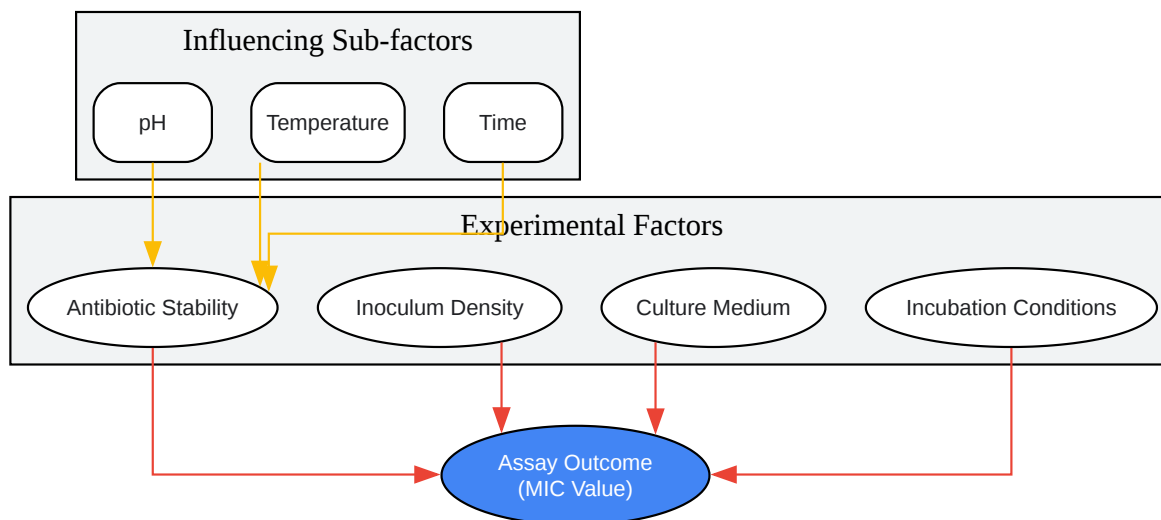 Influencing Sub-factors
pH
Temperature
Time
Experimental Factors
Antibiotic Stability
Inoculum Density
Culture Medium
Incubation Conditions
Assay Outcome
(MIC Value)